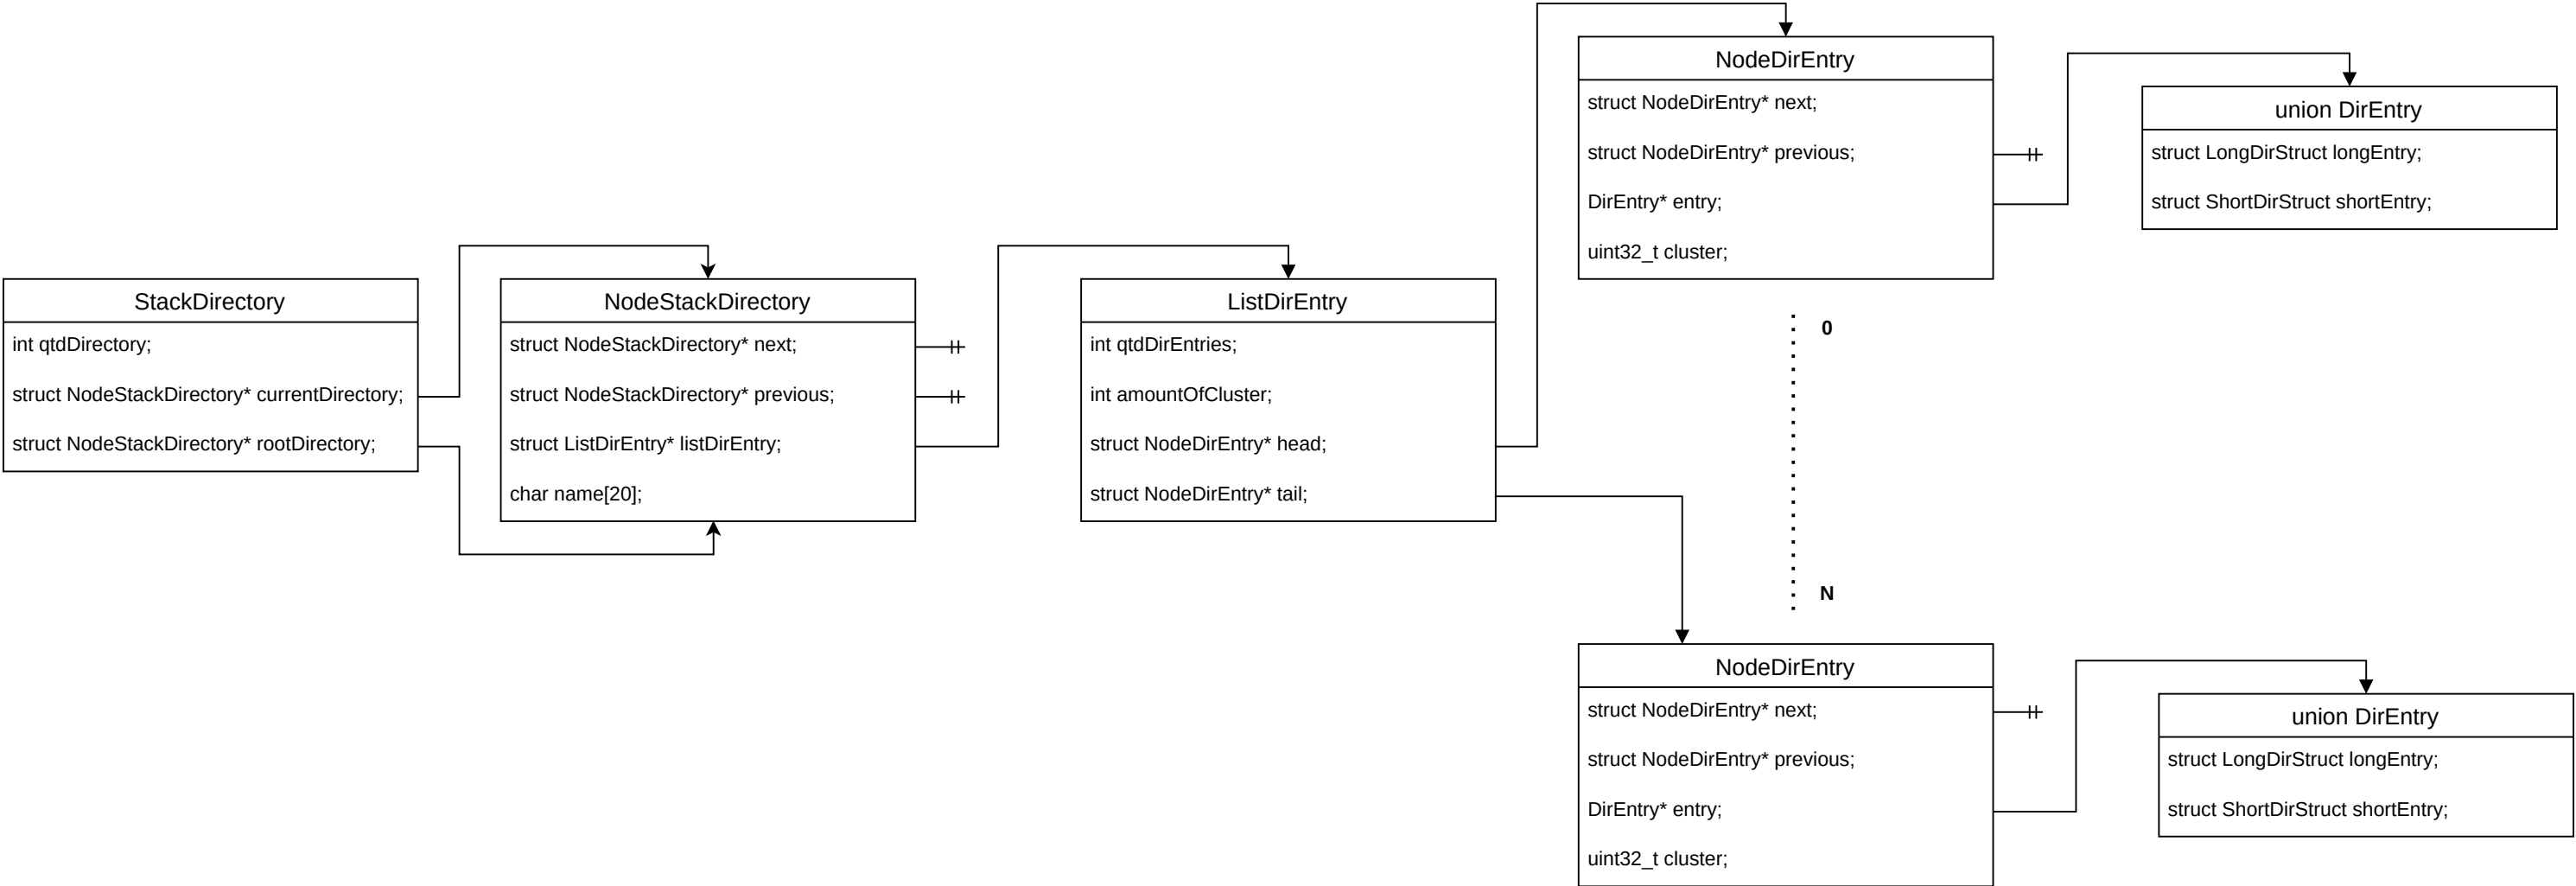 StackDirectory
int qtdDirectory;
struct NodeStackDirectory* currentDirectory;
struct NodeStackDirectory* rootDirectory;
NodeStackDirectory
struct NodeStackDirectory* next;
struct NodeStackDirectory* previous;
struct ListDirEntry* listDirEntry;
char name[20];
ListDirEntry
int qtdDirEntries;
int amountOfCluster;
struct NodeDirEntry* head;
struct NodeDirEntry* tail;
NodeDirEntry
struct NodeDirEntry* next;
struct NodeDirEntry* previous;
DirEntry* entry;
uint32_t cluster;
union DirEntry
struct LongDirStruct longEntry;
struct ShortDirStruct shortEntry;
0
N
NodeDirEntry
struct NodeDirEntry* next;
struct NodeDirEntry* previous;
DirEntry* entry;
uint32_t cluster;
union DirEntry
struct LongDirStruct longEntry;
struct ShortDirStruct shortEntry;